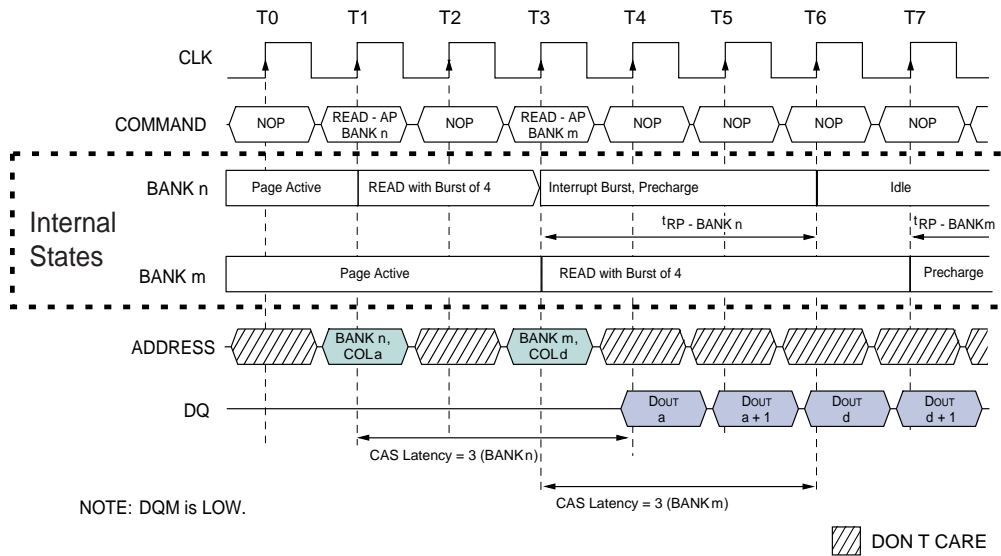 T0 T1 T2 T3 T4 T5 T6 T7
CLK
COMMAND NOP READ - AP BANK n NOP READ - AP BANK m NOP NOP NOP NOP
BANK n Page Active READ with Burst of 4 Interrupt Burst, Precharge Idle
Internal States
tRP - BANK n tRP - BANK m
BANK m Page Active READ with Burst of 4 Precharge
ADDRESS BANK n, COL a BANK m, COL d
DQ DOUT a DOUT a + 1 DOUT d DOUT d + 1
CAS Latency = 3 (BANK n)
CAS Latency = 3 (BANK m)
NOTE: DQM is LOW.
DON T CARE